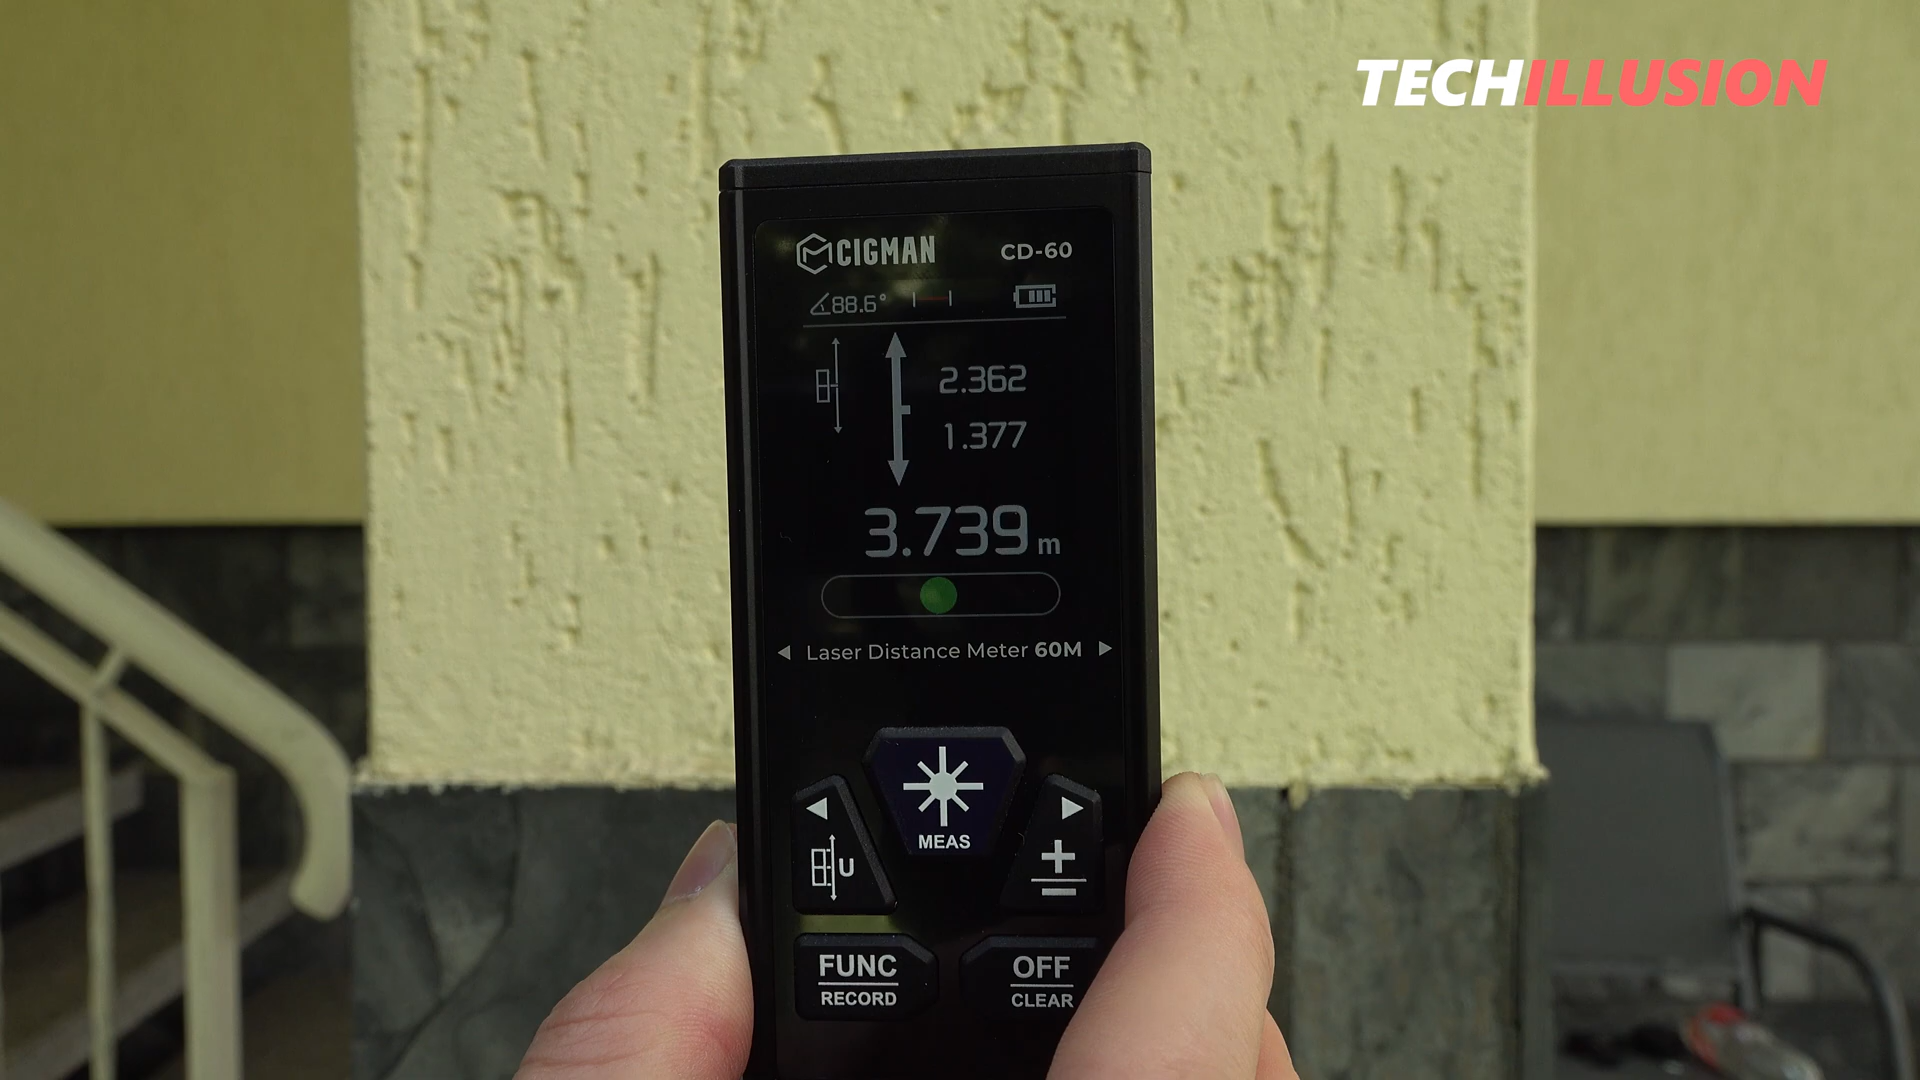 TECHILLUSION
CIGMAN CD-60
88.6°
2.362
1.377
3.739 m
Laser Distance Meter 60M
MEAS
U
FUNC
RECORD
OFF
CLEAR